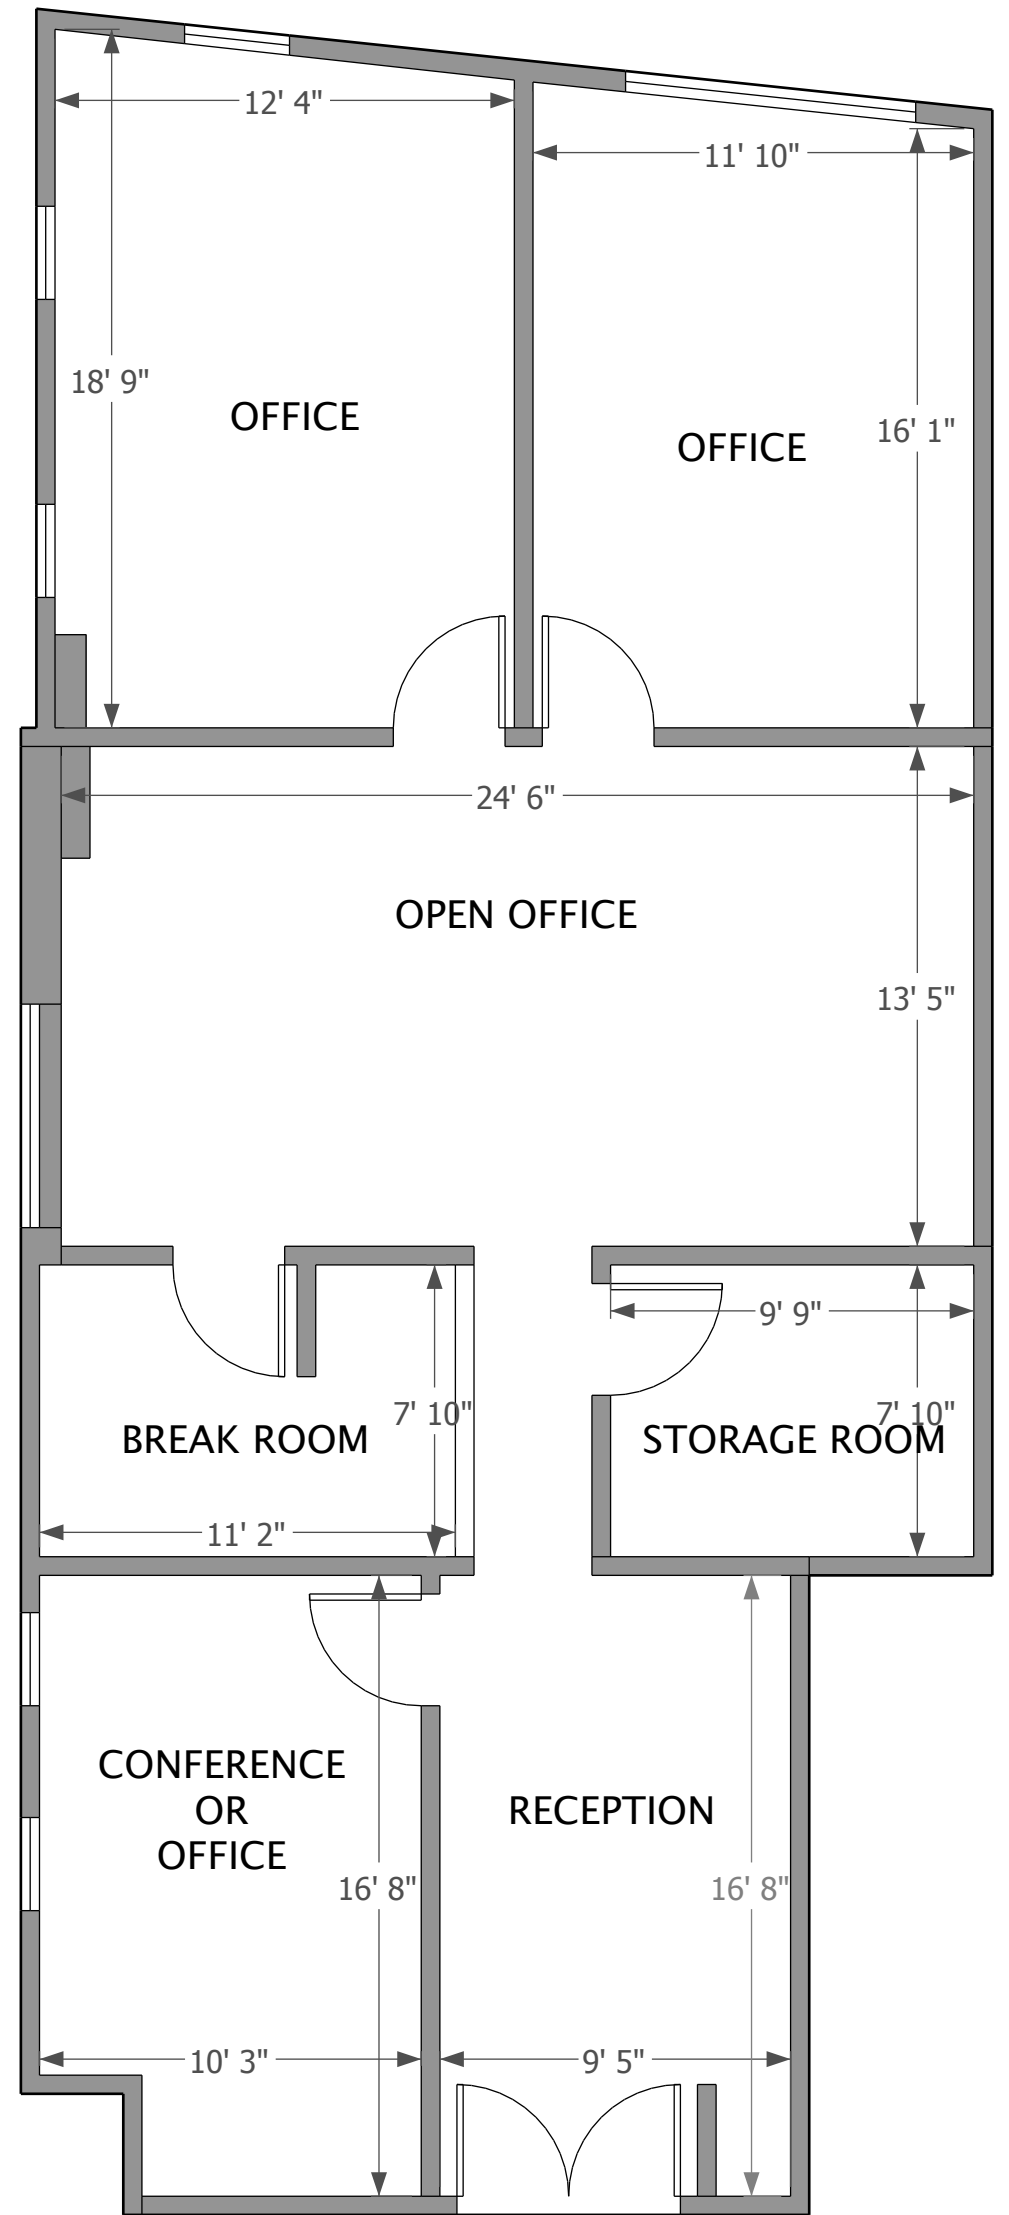 12' 4"
11' 10"
18' 9"
OFFICE
16' 1"
OFFICE
24' 6"
OPEN OFFICE
13' 5"
9' 9"
7' 10"
7' 10"
BREAK ROOM
STORAGE ROOM
11' 2"
CONFERENCE
OR
OFFICE
RECEPTION
16' 8"
16' 8"
10' 3"
9' 5"